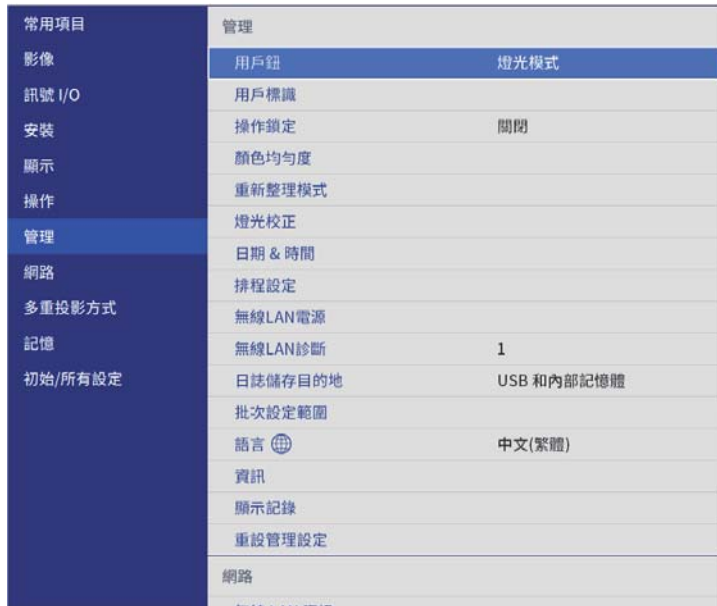 常用項目
影像
訊號 I/O
安裝
顯示
操作
管理
網路
多重投影方式
記憶
初始/所有設定
管理
用戶鈕 燈光模式
用戶標識
操作鎖定 關閉
顏色均勻度
重新整理模式
燈光校正
日期 & 時間
排程設定
無線LAN電源
無線LAN診斷 1
日誌儲存目的地 USB 和內部記憶體
批次設定範圍
語言 中文(繁體)
資訊
顯示記錄
重設管理設定
網路